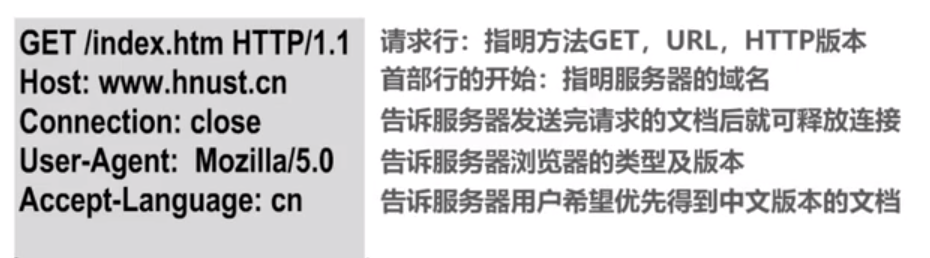 GET /index.htm HTTP/1.1 请求行：指明方法GET，URL，HTTP版本
Host: www.hnust.cn 首部行的开始：指明服务器的域名
Connection: close 告诉服务器发送完请求的文档后就可释放连接
User-Agent: Mozilla/5.0 告诉服务器浏览器的类型及版本
Accept-Language: cn 告诉服务器用户希望优先得到中文版本的文档